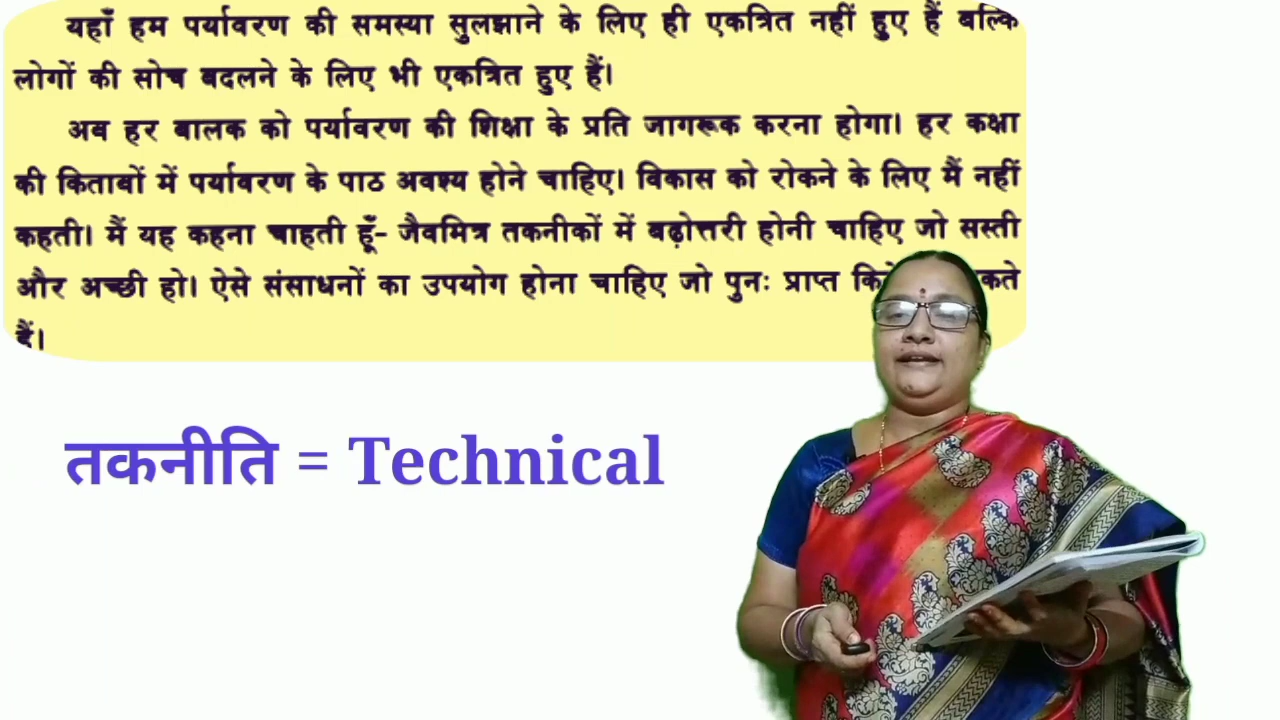 यहाँ हम पर्यावरण की समस्या सुलझाने के लिए ही एकत्रित नहीं हुए हैं बल्कि
लोगों की सोच बदलने के लिए भी एकत्रित हुए हैं।
अब हर बालक को पर्यावरण की शिक्षा के प्रति जागरूक करना होगा। हर कक्षा
की किताबों में पर्यावरण के पाठ अवश्य होने चाहिए। विकास को रोकने के लिए मैं नहीं
कहती। मैं यह कहना चाहती हूँ- जैवमित्र तकनीकों में बढ़ोत्तरी होनी चाहिए जो सस्ती
और अच्छी हो। ऐसे संसाधनों का उपयोग होना चाहिए जो पुनः प्राप्त
हैं।
तकनीति = Technical